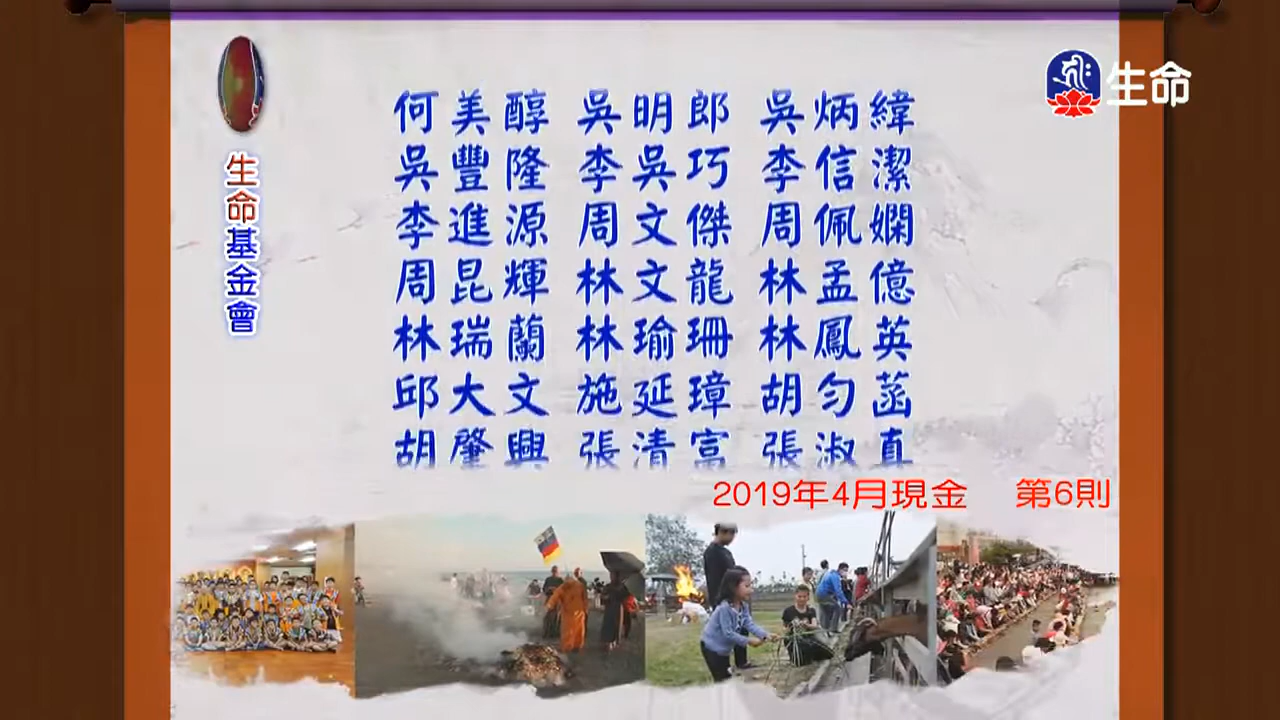 生命
生命基金會
何美醇 吳明郎 吳炳緯
吳豐隆 李吳巧 李信潔
李進源 周文傑 周佩嫻
周昆輝 林文龍 林孟億
林瑞蘭 林瑜珊 林鳳英
邱大文 施延璋 胡勻菡
胡肇興 張清富 張淑真
2019年4月現金 第6則